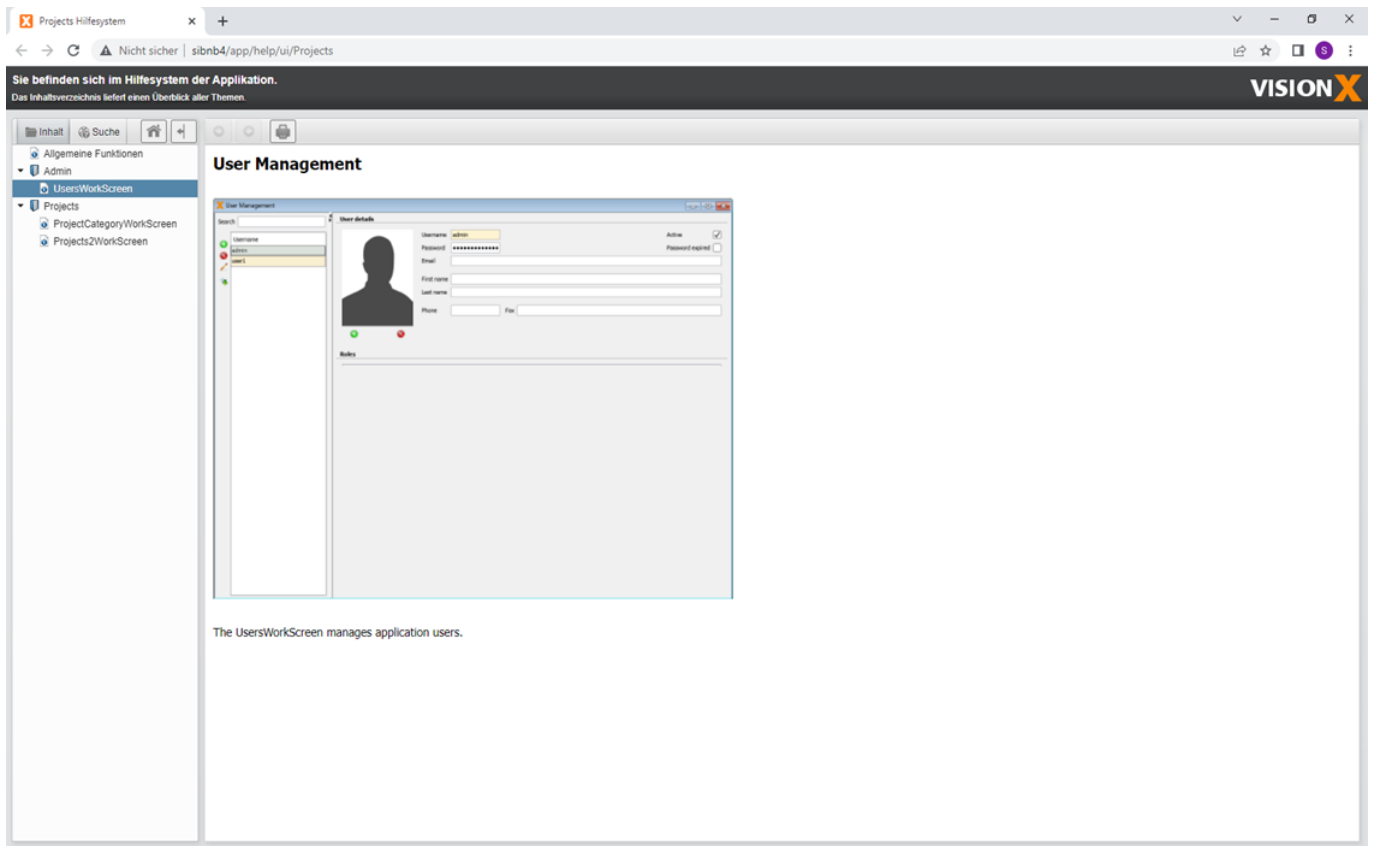 Projects Hilfesystem
Nicht sicher | sibnb4/app/help/ui/Projects
S
Sie befinden sich im Hilfesystem der Applikation.
Das Inhaltsverzeichnis liefert einen Überblick aller Themen.
VISIONX
Inhalt Suche
Allgemeine Funktionen
Admin
UsersWorkScreen
Projects
ProjectCategoryWorkScreen
Projects2WorkScreen
User Management
X User Management
Search
Username
admin
user1
User details
Username admin Active
Password Password expired
Email
First name
Last name
Phone Fax
Roles
The UsersWorkScreen manages application users.